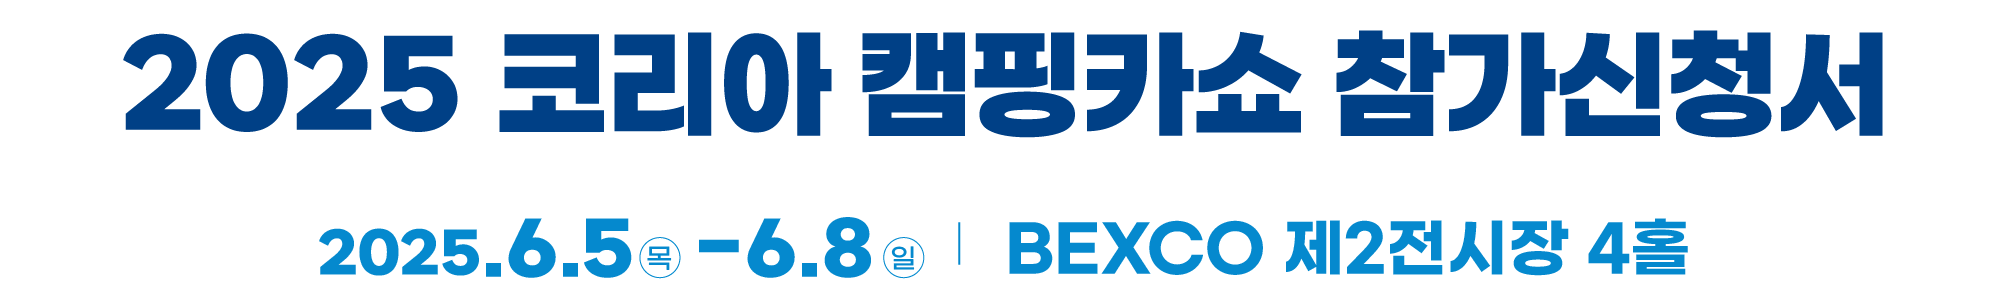 2025 코리아 캠핑카쇼 참가신청서
2025.6.5 목 - 6.8 일 | BEXCO 제2전시장 4홀